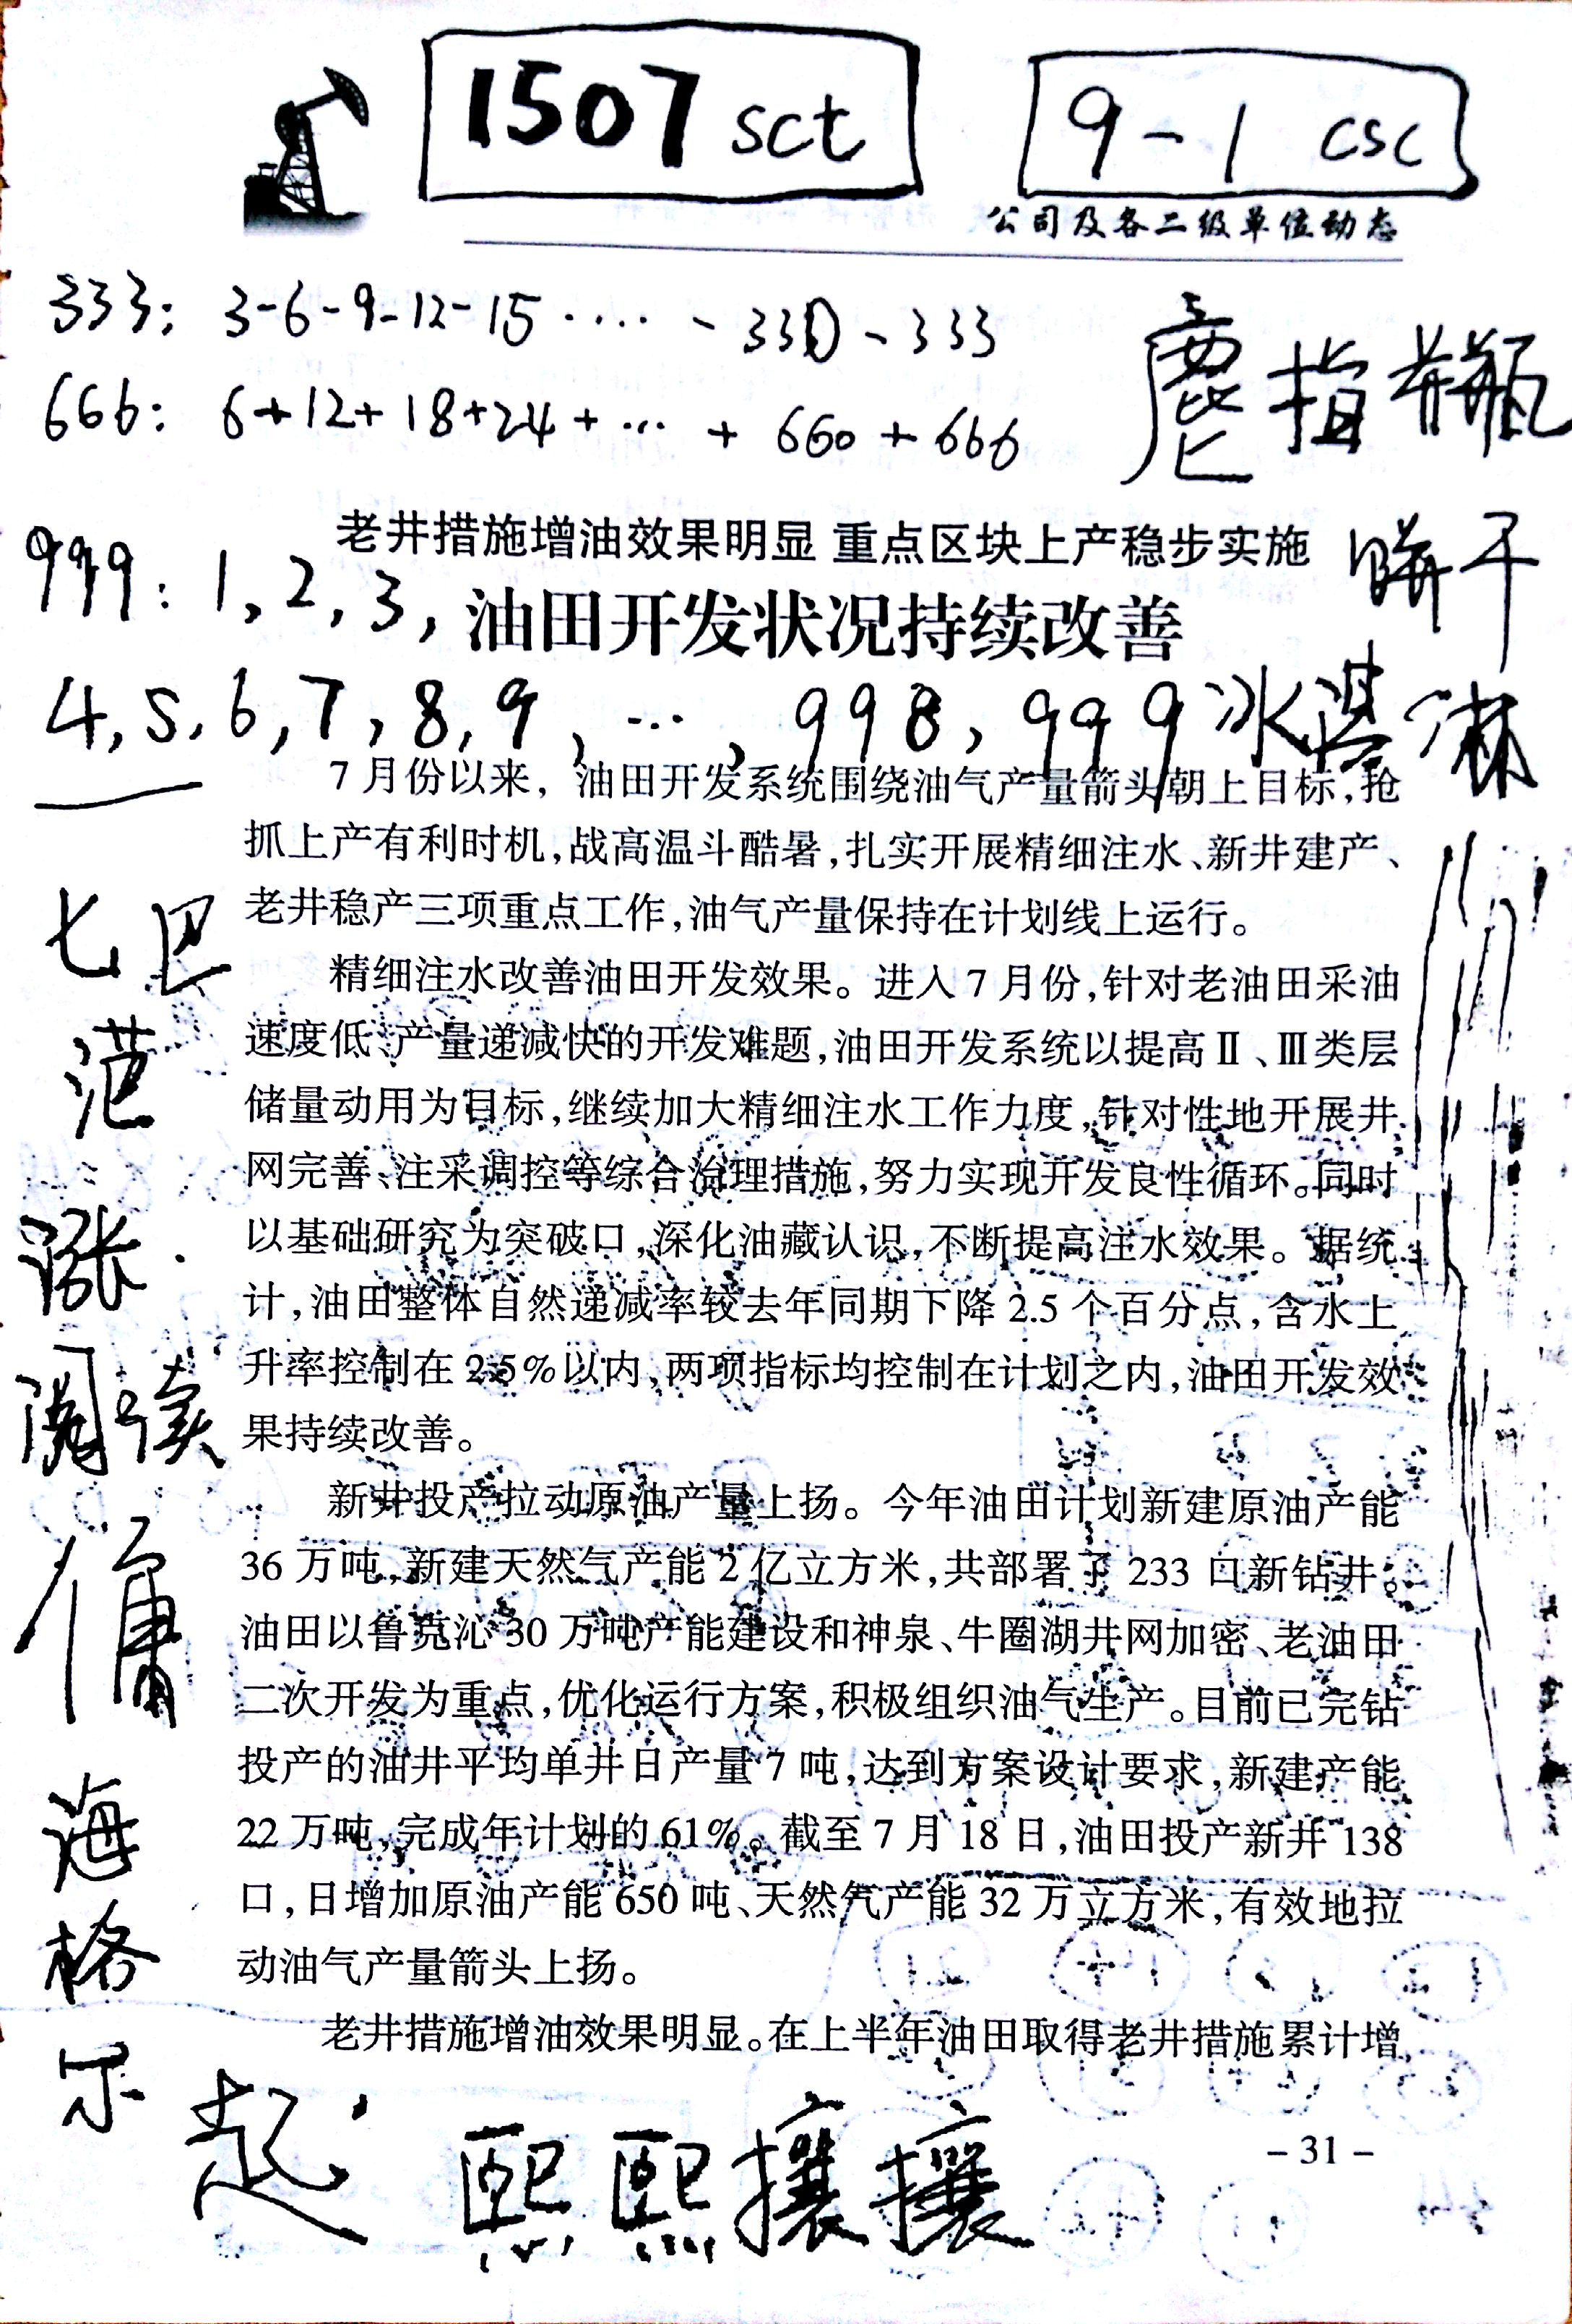 1507 sct
9-1 csc
公司及各二级单位动态
333: 3-6-9-12-15 ···· - 330 - 333
666: 6+12+18+24+ ··· + 660 + 666
指 瓶
老井措施增油效果明显 重点区块上产稳步实施
饼干
999: 1, 2, 3,
油田开发状况持续改善
4, 5, 6, 7, 8, 9, ···, 998, 999
冰淇淋
7月份以来,油田开发系统围绕油气产量箭头朝上目标,抢
抓上产有利时机,战高温斗酷暑,扎实开展精细注水、新井建产、
老井稳产三项重点工作,油气产量保持在计划线上运行。
精细注水改善油田开发效果。进入7月份,针对老油田采油
速度低、产量递减快的开发难题,油田开发系统以提高Ⅱ、Ⅲ类层
储量动用为目标,继续加大精细注水工作力度,针对性地开展井
网完善、注采调控等综合治理措施,努力实现开发良性循环。同时
以基础研究为突破口,深化油藏认识,不断提高注水效果。据统
计,油田整体自然递减率较去年同期下降2.5个百分点,含水上
升率控制在2.5%以内,两项指标均控制在计划之内,油田开发效
果持续改善。
新井投产拉动原油产量上扬。今年油田计划新建原油产能
36万吨,新建天然气产能2亿立方米,共部署了233口新钻井。
油田以鲁克沁30万吨产能建设和神泉、牛圈湖井网加密、老油田
二次开发为重点,优化运行方案,积极组织油气生产。目前已完钻
投产的油井平均单井日产量7吨,达到方案设计要求,新建产能
22万吨,完成年计划的61%。截至7月18日,油田投产新井138
口,日增加原油产能650吨、天然气产能32万立方米,有效地拉
动油气产量箭头上扬。
老井措施增油效果明显。在上半年油田取得老井措施累计增
七巴
范
涨
阅读
海
格
尔
起
熙熙攘攘
-31-